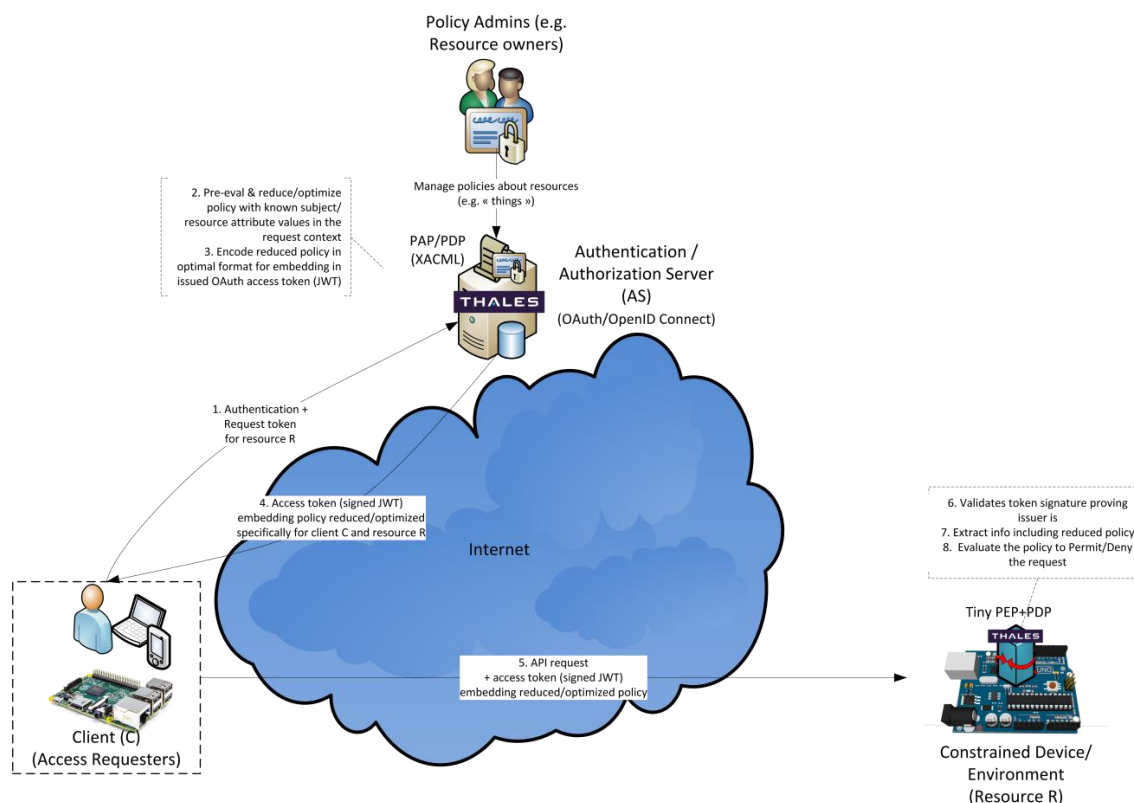 Policy Admins (e.g.
Resource owners)
Manage policies about resources
(e.g. « things »)
2. Pre-eval & reduce/optimize
policy with known subject/
resource attribute values in the
request context
3. Encode reduced policy in
optimal format for embedding in
issued OAuth access token (JWT)
PAP/PDP
(XACML)
THALES
Authentication /
Authorization Server
(AS)
(OAuth/OpenID Connect)
1. Authentication +
Request token
for resource R
4. Access token (signed JWT)
embedding policy reduced/optimized
specifically for client C and resource R
Internet
6. Validates token signature proving
issuer is
7. Extract info including reduced policy
8. Evaluate the policy to Permit/Deny
the request
Tiny PEP+PDP
THALES
UNO
5. API request
+ access token (signed JWT)
embedding reduced/optimized policy
Client (C)
(Access Requesters)
Constrained Device/
Environment
(Resource R)